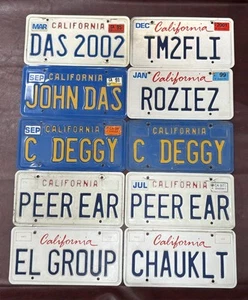 MAR CALIFORNIA
DAS 2002
DEC California
TM2FLI
SEP CALIFORNIA
JOHN DAS
JAN California 99
ROZIEZ
SEP CALIFORNIA
C DEGGY
CALIFORNIA
C DEGGY
CALIFORNIA
PEER EAR
JUL CALIFORNIA
PEER EAR
California
EL GROUP
California
CHAUKLT